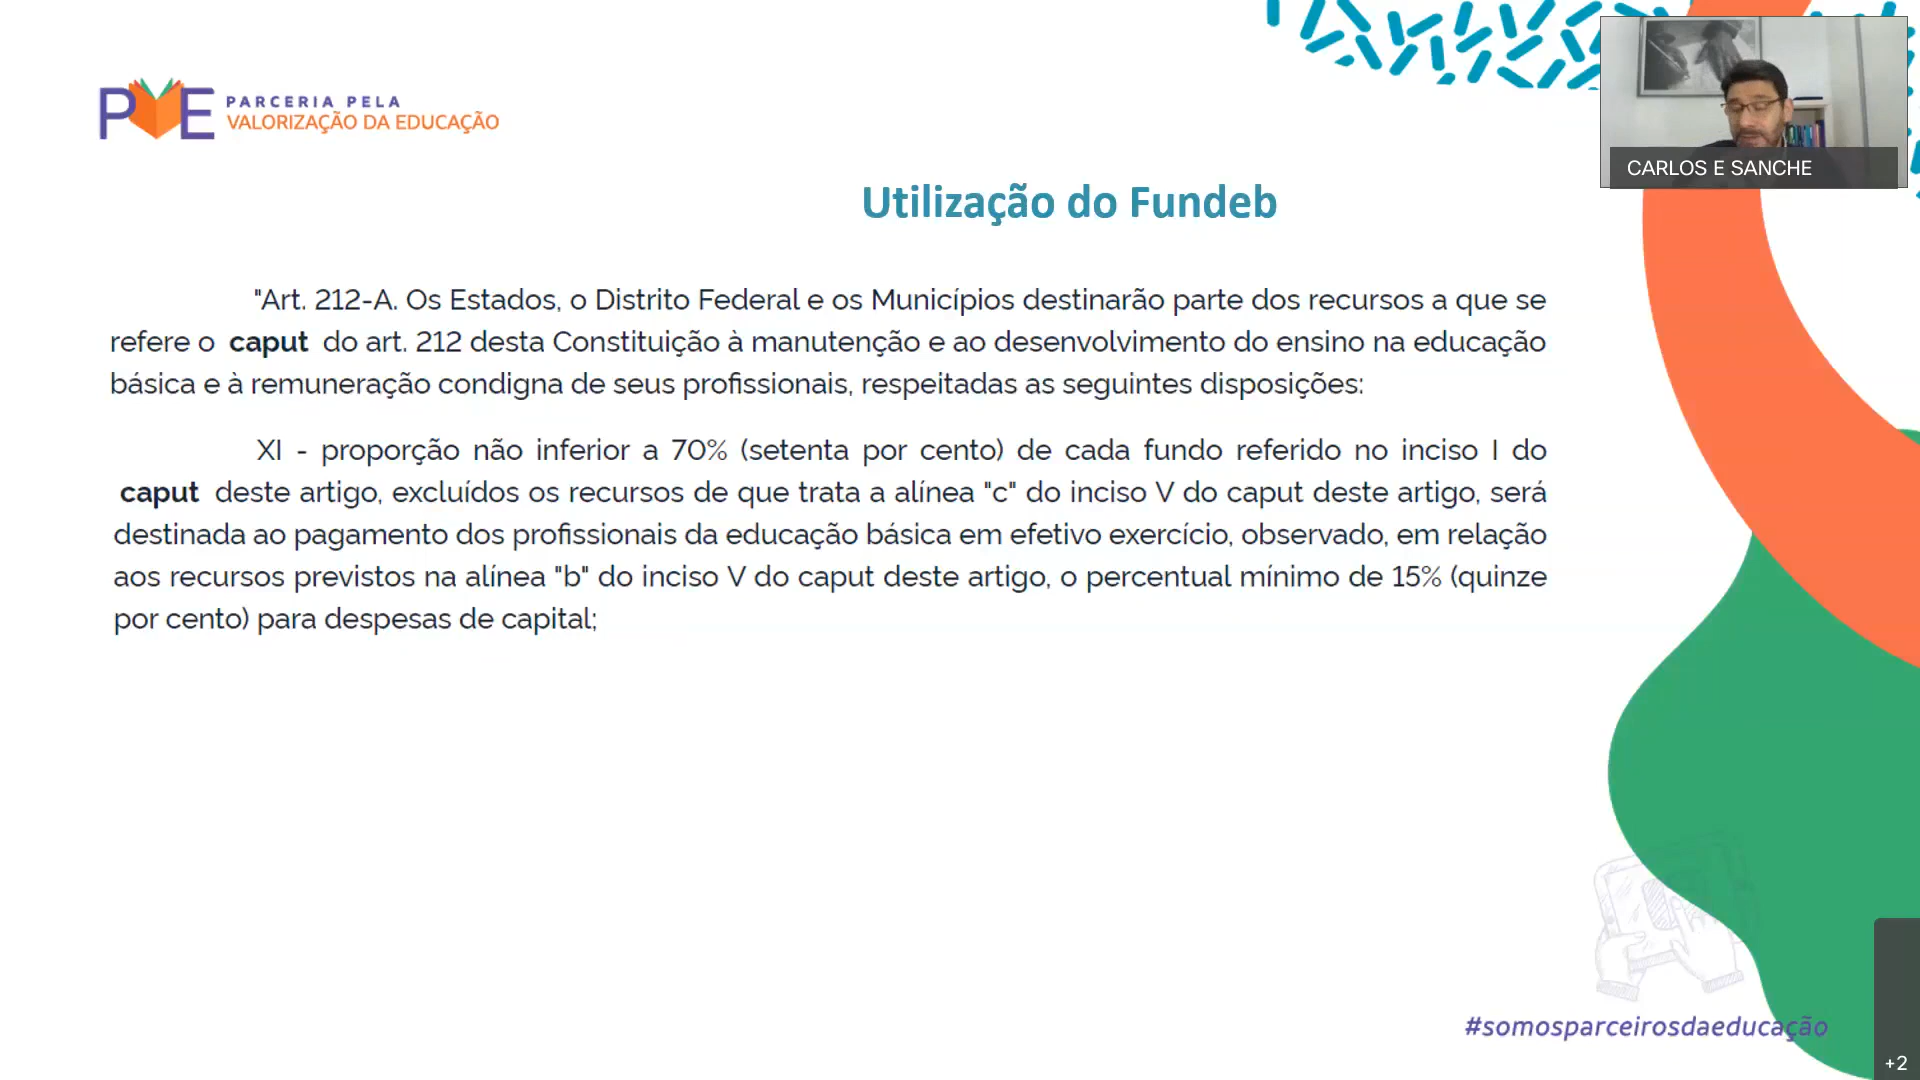 PVE PARCERIA PELA
VALORIZAÇÃO DA EDUCAÇÃO
CARLOS E SANCHE
Utilização do Fundeb
"Art. 212-A. Os Estados, o Distrito Federal e os Municípios destinarão parte dos recursos a que se
refere o caput do art. 212 desta Constituição à manutenção e ao desenvolvimento do ensino na educação
básica e à remuneração condigna de seus profissionais, respeitadas as seguintes disposições:
XI - proporção não inferior a 70% (setenta por cento) de cada fundo referido no inciso I do
caput deste artigo, excluídos os recursos de que trata a alínea "c" do inciso V do caput deste artigo, será
destinada ao pagamento dos profissionais da educação básica em efetivo exercício, observado, em relação
aos recursos previstos na alínea "b" do inciso V do caput deste artigo, o percentual mínimo de 15% (quinze
por cento) para despesas de capital;
#somosparceirosdaeducação
+2